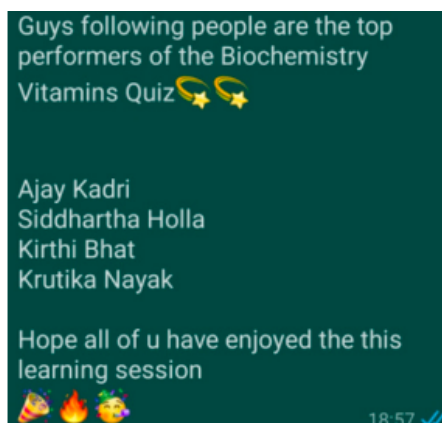 Guys following people are the top
performers of the Biochemistry
Vitamins Quiz💫💫
Ajay Kadri
Siddhartha Holla
Kirthi Bhat
Krutika Nayak
Hope all of u have enjoyed the this
learning session
🎉🔥🥳
18:57